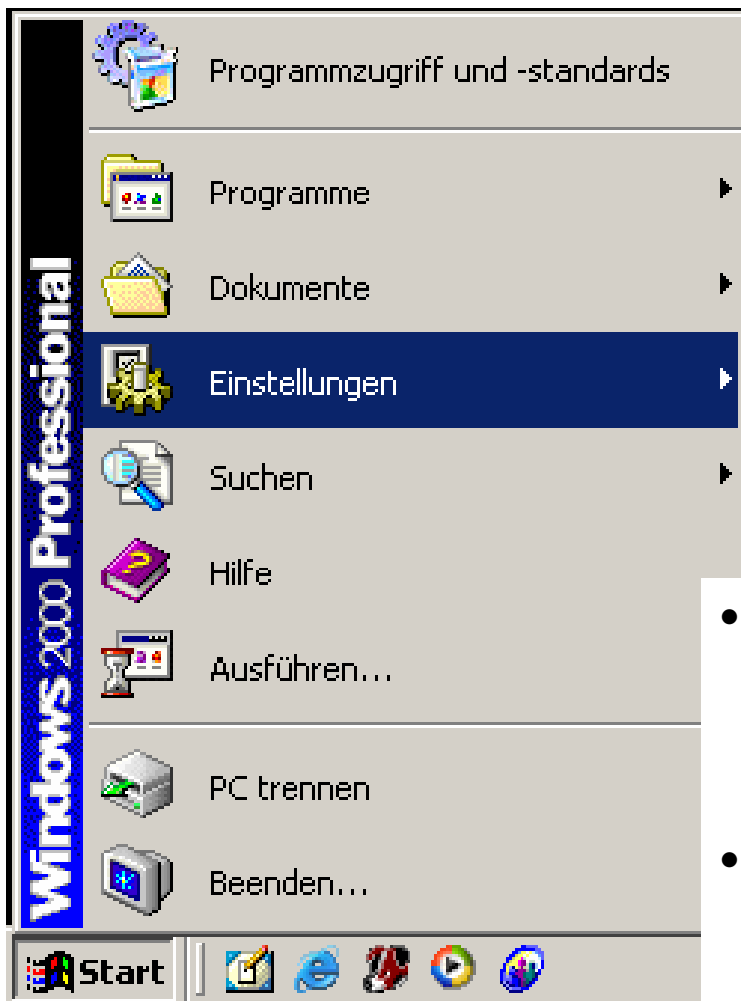 Programmzugriff und -standards
Programme
Dokumente
Einstellungen
Suchen
Hilfe
Ausführen...
PC trennen
Beenden...
Windows 2000 Professional
Start